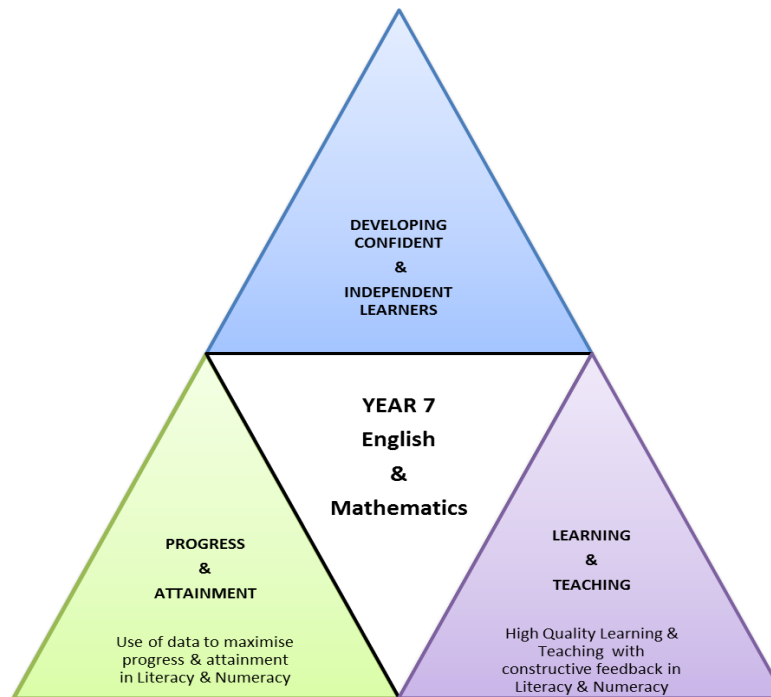 DEVELOPING
CONFIDENT
&
INDEPENDENT
LEARNERS
YEAR 7
English
&
Mathematics
PROGRESS
&
ATTAINMENT
Use of data to maximise
progress & attainment
in Literacy & Numeracy
LEARNING
&
TEACHING
High Quality Learning &
Teaching with
constructive feedback in
Literacy & Numeracy